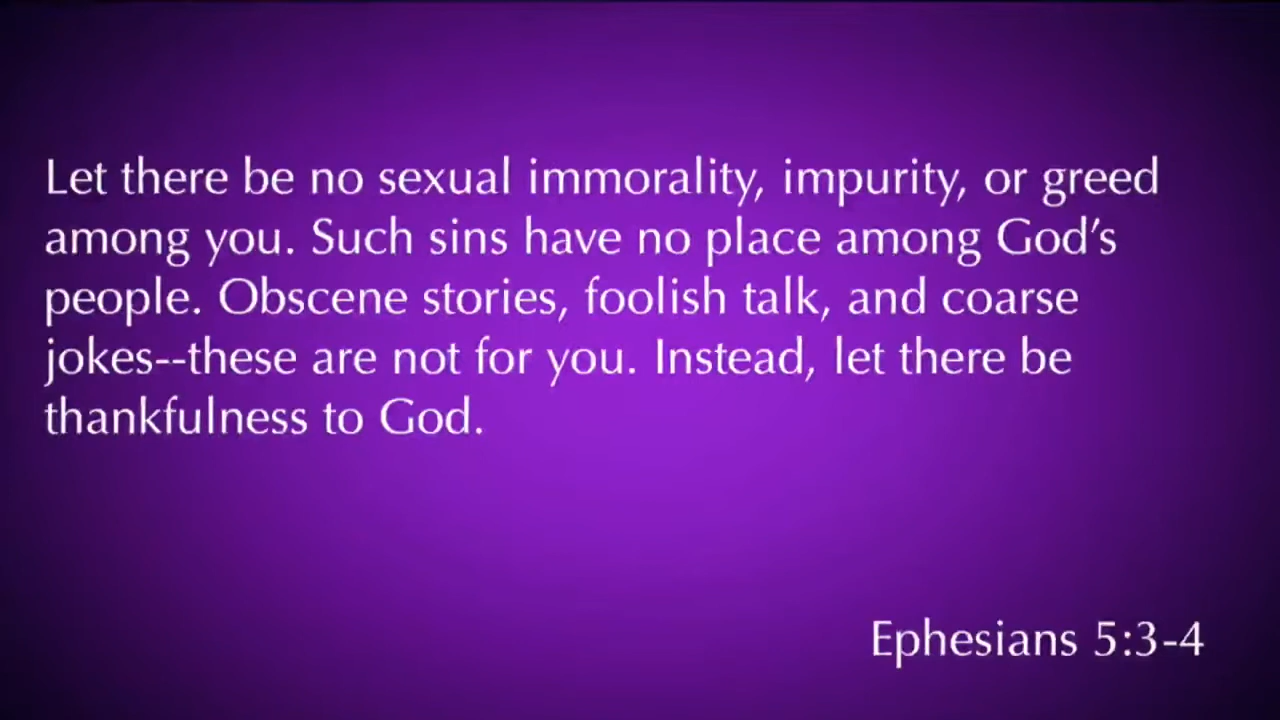 Let there be no sexual immorality, impurity, or greed
among you. Such sins have no place among God’s
people. Obscene stories, foolish talk, and coarse
jokes--these are not for you. Instead, let there be
thankfulness to God.
Ephesians 5:3-4